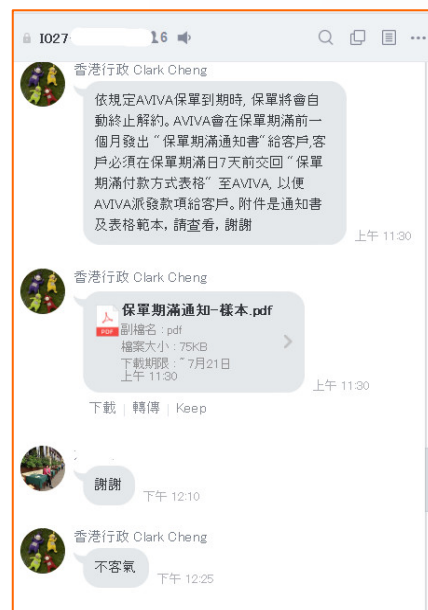 IO27
6
香港行政 Clark Cheng
依規定AVIVA保單到期時, 保單將會自
動終止解約。AVIVA會在保單期滿前一
個月發出“保單期滿通知書”給客戶,客
戶必須在保單期滿日7天前交回“保單
期滿付款方式表格”至AVIVA, 以便
AVIVA派發款項給客戶。附件是通知書
及表格範本, 請查看, 謝謝
上午 11:30
香港行政 Clark Cheng
保單期滿通知-樣本.pdf
PDF
副檔名 : pdf
檔案大小 : 75KB
下載期限 : ~ 7月21日
上午 11:30
上午 11:30
下載 | 轉傳 | Keep
謝謝
下午 12:10
香港行政 Clark Cheng
不客氣
下午 12:25